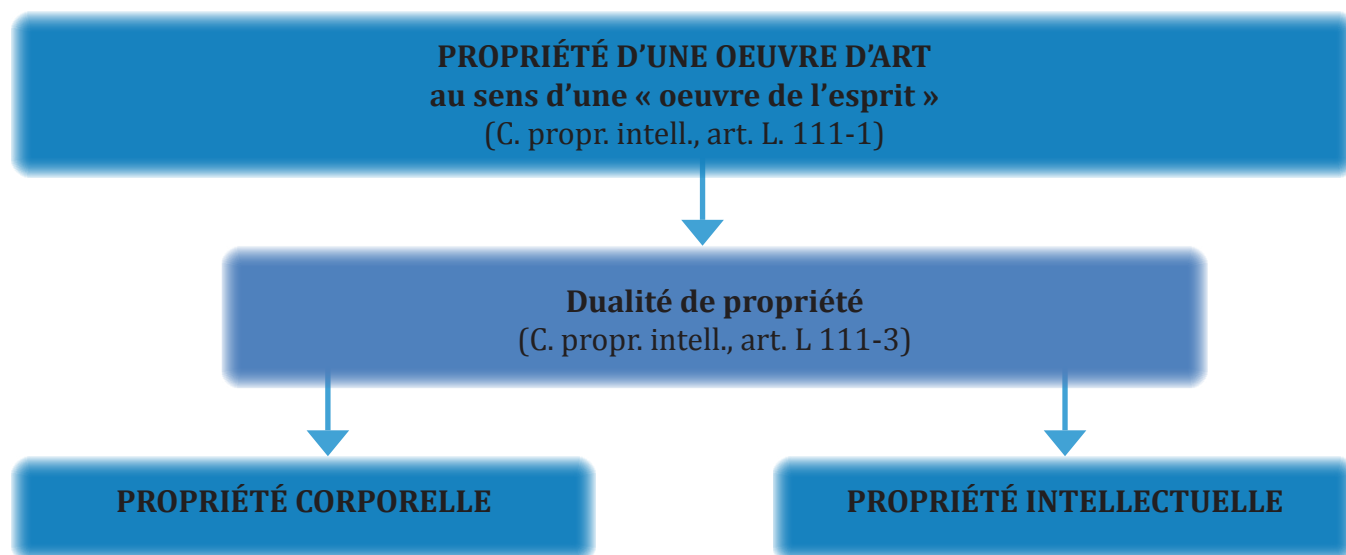 PROPRIÉTÉ D'UNE OEUVRE D'ART
au sens d'une « oeuvre de l'esprit »
(C. propr. intell., art. L. 111-1)
Dualité de propriété
(C. propr. intell., art. L 111-3)
PROPRIÉTÉ CORPORELLE
PROPRIÉTÉ INTELLECTUELLE